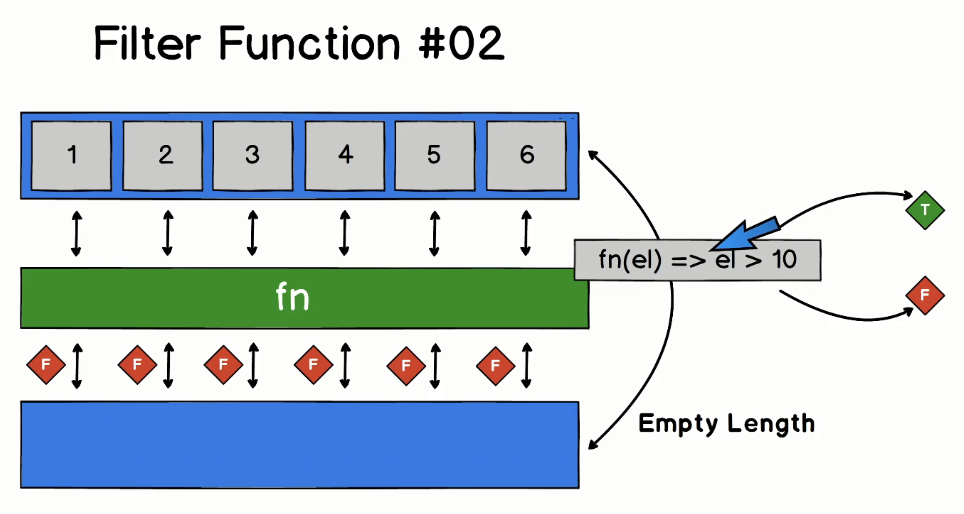 Filter Function #02
1 2 3 4 5 6
T
fn(el) => el > 10
fn
F
F F F F F F
Empty Length